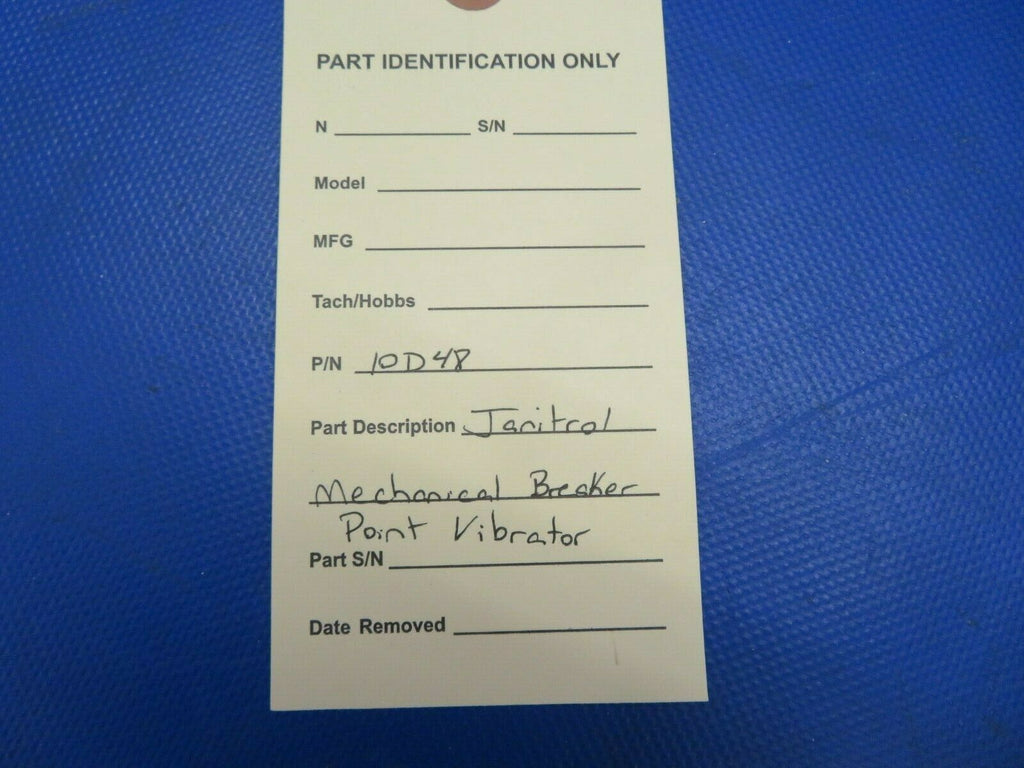 PART IDENTIFICATION ONLY
N S/N
Model
MFG
Tach/Hobbs
P/N 10D48
Part Description Janitrol
Mechanical Breaker
Point Vibrator
Part S/N
Date Removed